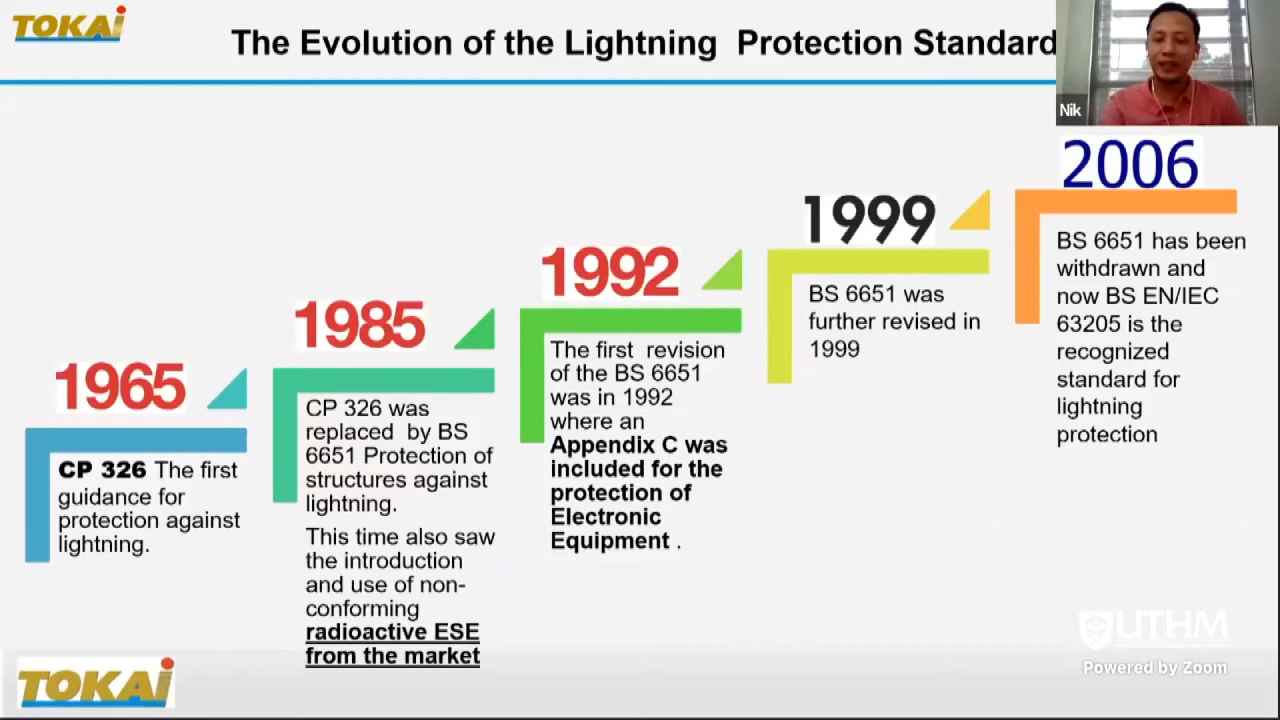 TOKAi
The Evolution of the Lightning Protection Standard
Nik
1965
CP 326 The first
guidance for
protection against
lightning.
1985
CP 326 was
replaced by BS
6651 Protection of
structures against
lightning.
This time also saw
the introduction
and use of non-
conforming
radioactive ESE
from the market
1992
The first revision
of the BS 6651
was in 1992
where an
Appendix C was
included for the
protection of
Electronic
Equipment .
1999
BS 6651 was
further revised in
1999
2006
BS 6651 has been
withdrawn and
now BS EN/IEC
63205 is the
recognized
standard for
lightning
protection
TOKAi
UTHM
Powered by Zoom